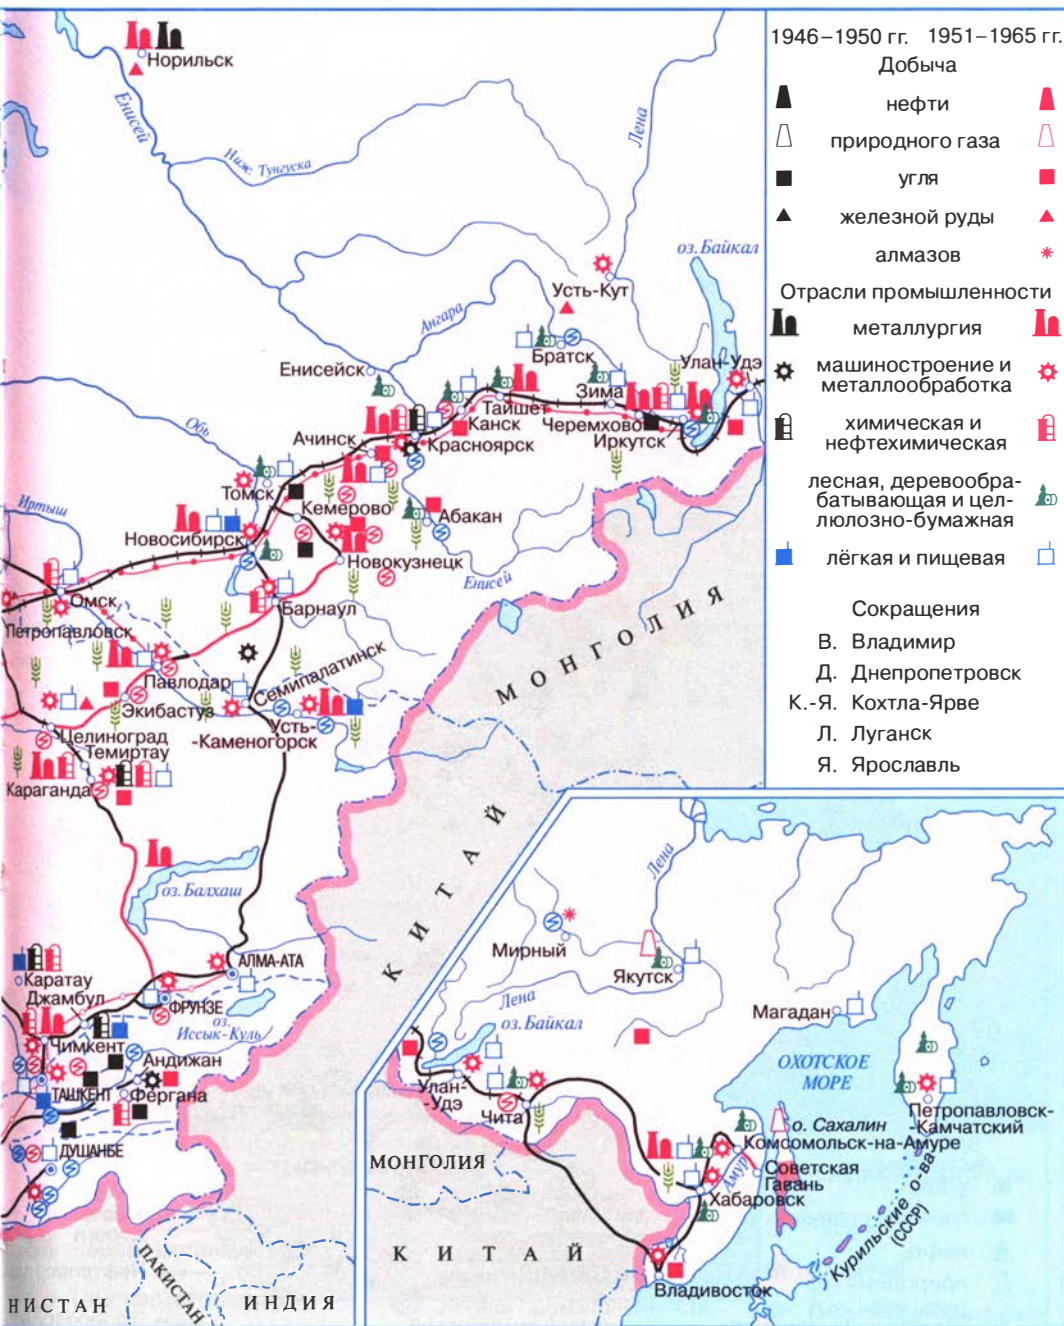 1946–1950 гг. 1951–1965 гг.
Добыча
нефти
природного газа
угля
железной руды
алмазов
Отрасли промышленности
металлургия
машиностроение и
металлообработка
химическая и
нефтехимическая
лесная, деревообра-
батывающая и цел-
люлозно-бумажная
лёгкая и пищевая
Сокращения
В. Владимир
Д. Днепропетровск
К.-Я. Кохтла-Ярве
Л. Луганск
Я. Ярославль
Норильск
Енисей
Ниж. Тунгуска
Лена
оз. Байкал
Усть-Кут
Ангара
Братск
Енисейск
Улан-Удэ
Зима
Тайшет
Канск
Черемхово
Иркутск
Красноярск
Ачинск
Обь
Томск
Кемерово
Абакан
Иртыш
Новосибирск
Новокузнецк
Енисей
Омск
Барнаул
Петропавловск
МОНГОЛИЯ
Павлодар
Семипалатинск
Экибастуз
Усть-
-Каменогорск
Целиноград
Темиртау
Караганда
КИТАЙ
оз. Балхаш
АЛМА-АТА
Каратау
Джамбул
ФРУНЗЕ
оз.
Иссык-Куль
Чимкент
Андижан
ТАШКЕНТ
Фергана
ДУШАНБЕ
ПАКИСТАН
НИСТАН
ИНДИЯ
Лена
Мирный
Якутск
Лена
оз. Байкал
Магадан
ОХОТСКОЕ
МОРЕ
Улан-
-Удэ
Чита
Петропавловск-
-Камчатский
о. Сахалин
Комсомольск-на-Амуре
Амур
Советская
Гавань
Хабаровск
МОНГОЛИЯ
КИТАЙ
Владивосток
Курильские о-ва
(СССР)